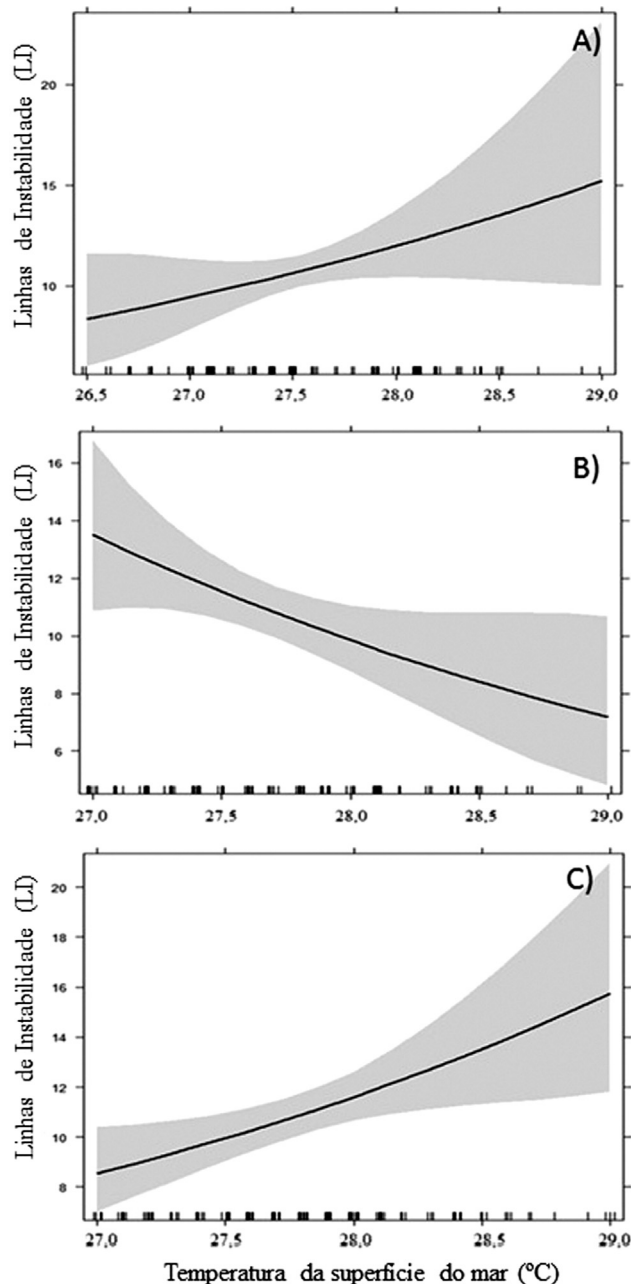 A)
Linhas de Instabilidade (LI)
20
15
10
26,5 27,0 27,5 28,0 28,5 29,0
B)
Linhas de Instabilidade (LI)
16
14
12
10
8
6
27,0 27,5 28,0 28,5 29,0
C)
Linhas de Instabilidade (LI)
20
18
16
14
12
10
8
27,0 27,5 28,0 28,5 29,0
Temperatura da superfície do mar (ºC)